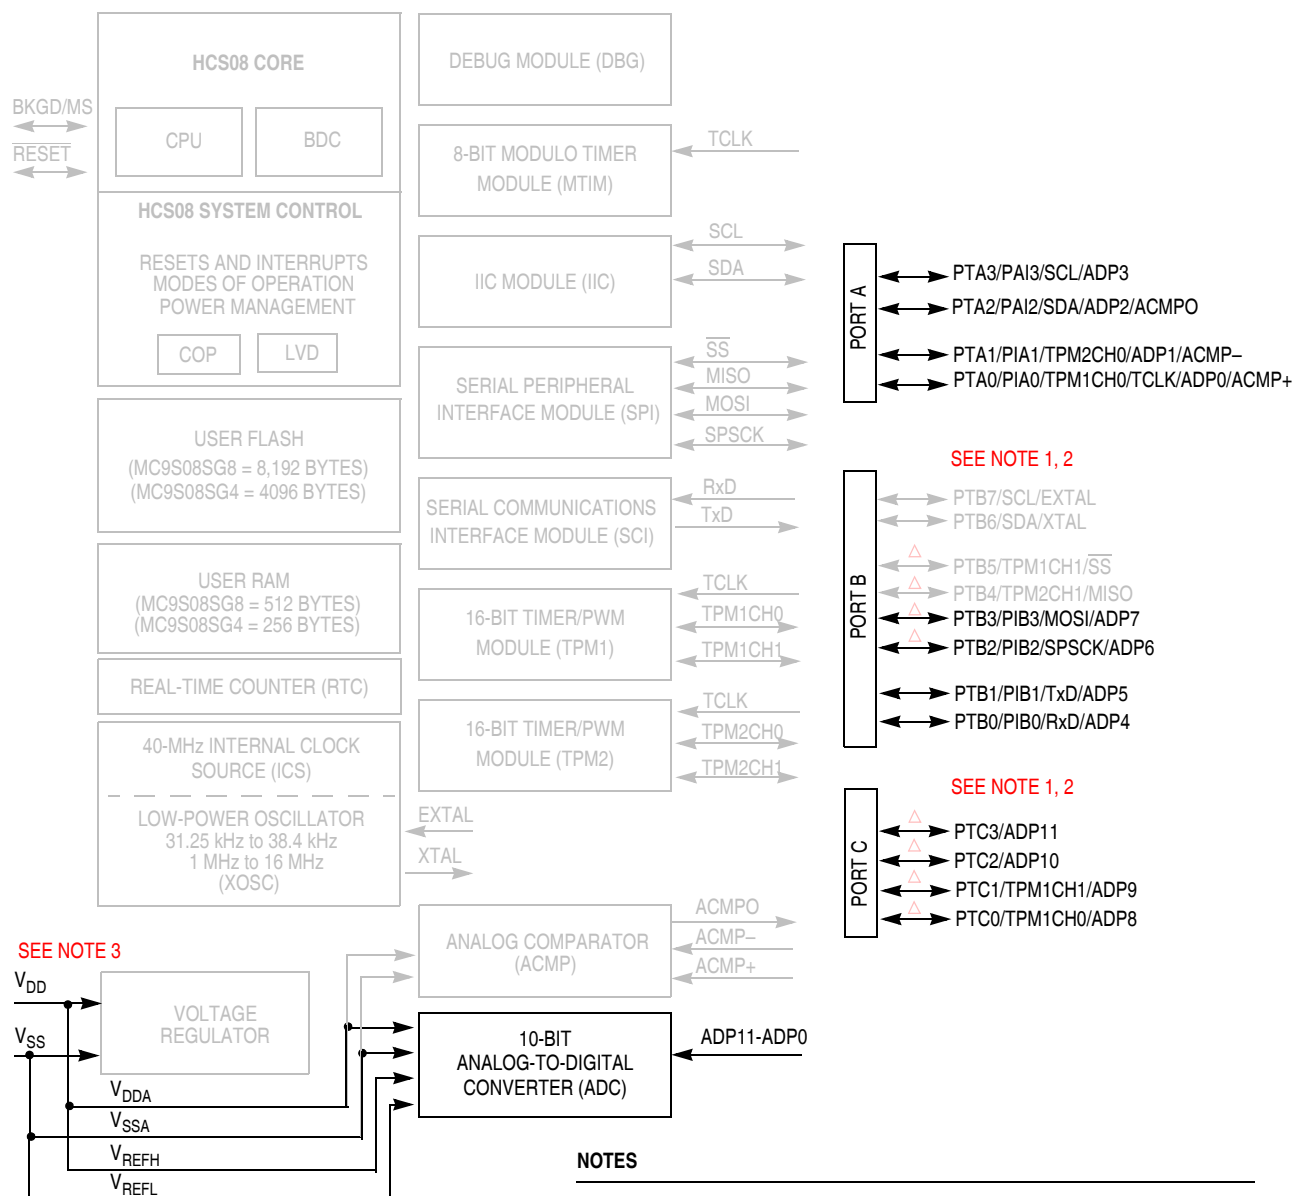 HCS08 CORE
BKGD/MS
RESET
CPU
BDC
HCS08 SYSTEM CONTROL
RESETS AND INTERRUPTS
MODES OF OPERATION
POWER MANAGEMENT
COP
LVD
USER FLASH
(MC9S08SG8 = 8,192 BYTES)
(MC9S08SG4 = 4096 BYTES)
USER RAM
(MC9S08SG8 = 512 BYTES)
(MC9S08SG4 = 256 BYTES)
REAL-TIME COUNTER (RTC)
40-MHz INTERNAL CLOCK
SOURCE (ICS)
LOW-POWER OSCILLATOR
31.25 kHz to 38.4 kHz
1 MHz to 16 MHz
(XOSC)
EXTAL
XTAL
SEE NOTE 3
VDD
VSS
VOLTAGE
REGULATOR
VDDA
VSSA
VREFH
VREFL
DEBUG MODULE (DBG)
8-BIT MODULO TIMER
MODULE (MTIM)
TCLK
IIC MODULE (IIC)
SCL
SDA
SERIAL PERIPHERAL
INTERFACE MODULE (SPI)
SS
MISO
MOSI
SPSCK
SERIAL COMMUNICATIONS
INTERFACE MODULE (SCI)
RxD
TxD
16-BIT TIMER/PWM
MODULE (TPM1)
TCLK
TPM1CH0
TPM1CH1
16-BIT TIMER/PWM
MODULE (TPM2)
TCLK
TPM2CH0
TPM2CH1
ANALOG COMPARATOR
(ACMP)
ACMPO
ACMP–
ACMP+
10-BIT
ANALOG-TO-DIGITAL
CONVERTER (ADC)
ADP11-ADP0
PORT A
PTA3/PAI3/SCL/ADP3
PTA2/PAI2/SDA/ADP2/ACMPO
PTA1/PIA1/TPM2CH0/ADP1/ACMP–
PTA0/PIA0/TPM1CH0/TCLK/ADP0/ACMP+
SEE NOTE 1, 2
PORT B
PTB7/SCL/EXTAL
PTB6/SDA/XTAL
PTB5/TPM1CH1/SS
PTB4/TPM2CH1/MISO
PTB3/PIB3/MOSI/ADP7
PTB2/PIB2/SPSCK/ADP6
PTB1/PIB1/TxD/ADP5
PTB0/PIB0/RxD/ADP4
SEE NOTE 1, 2
PORT C
PTC3/ADP11
PTC2/ADP10
PTC1/TPM1CH1/ADP9
PTC0/TPM1CH0/ADP8
NOTES